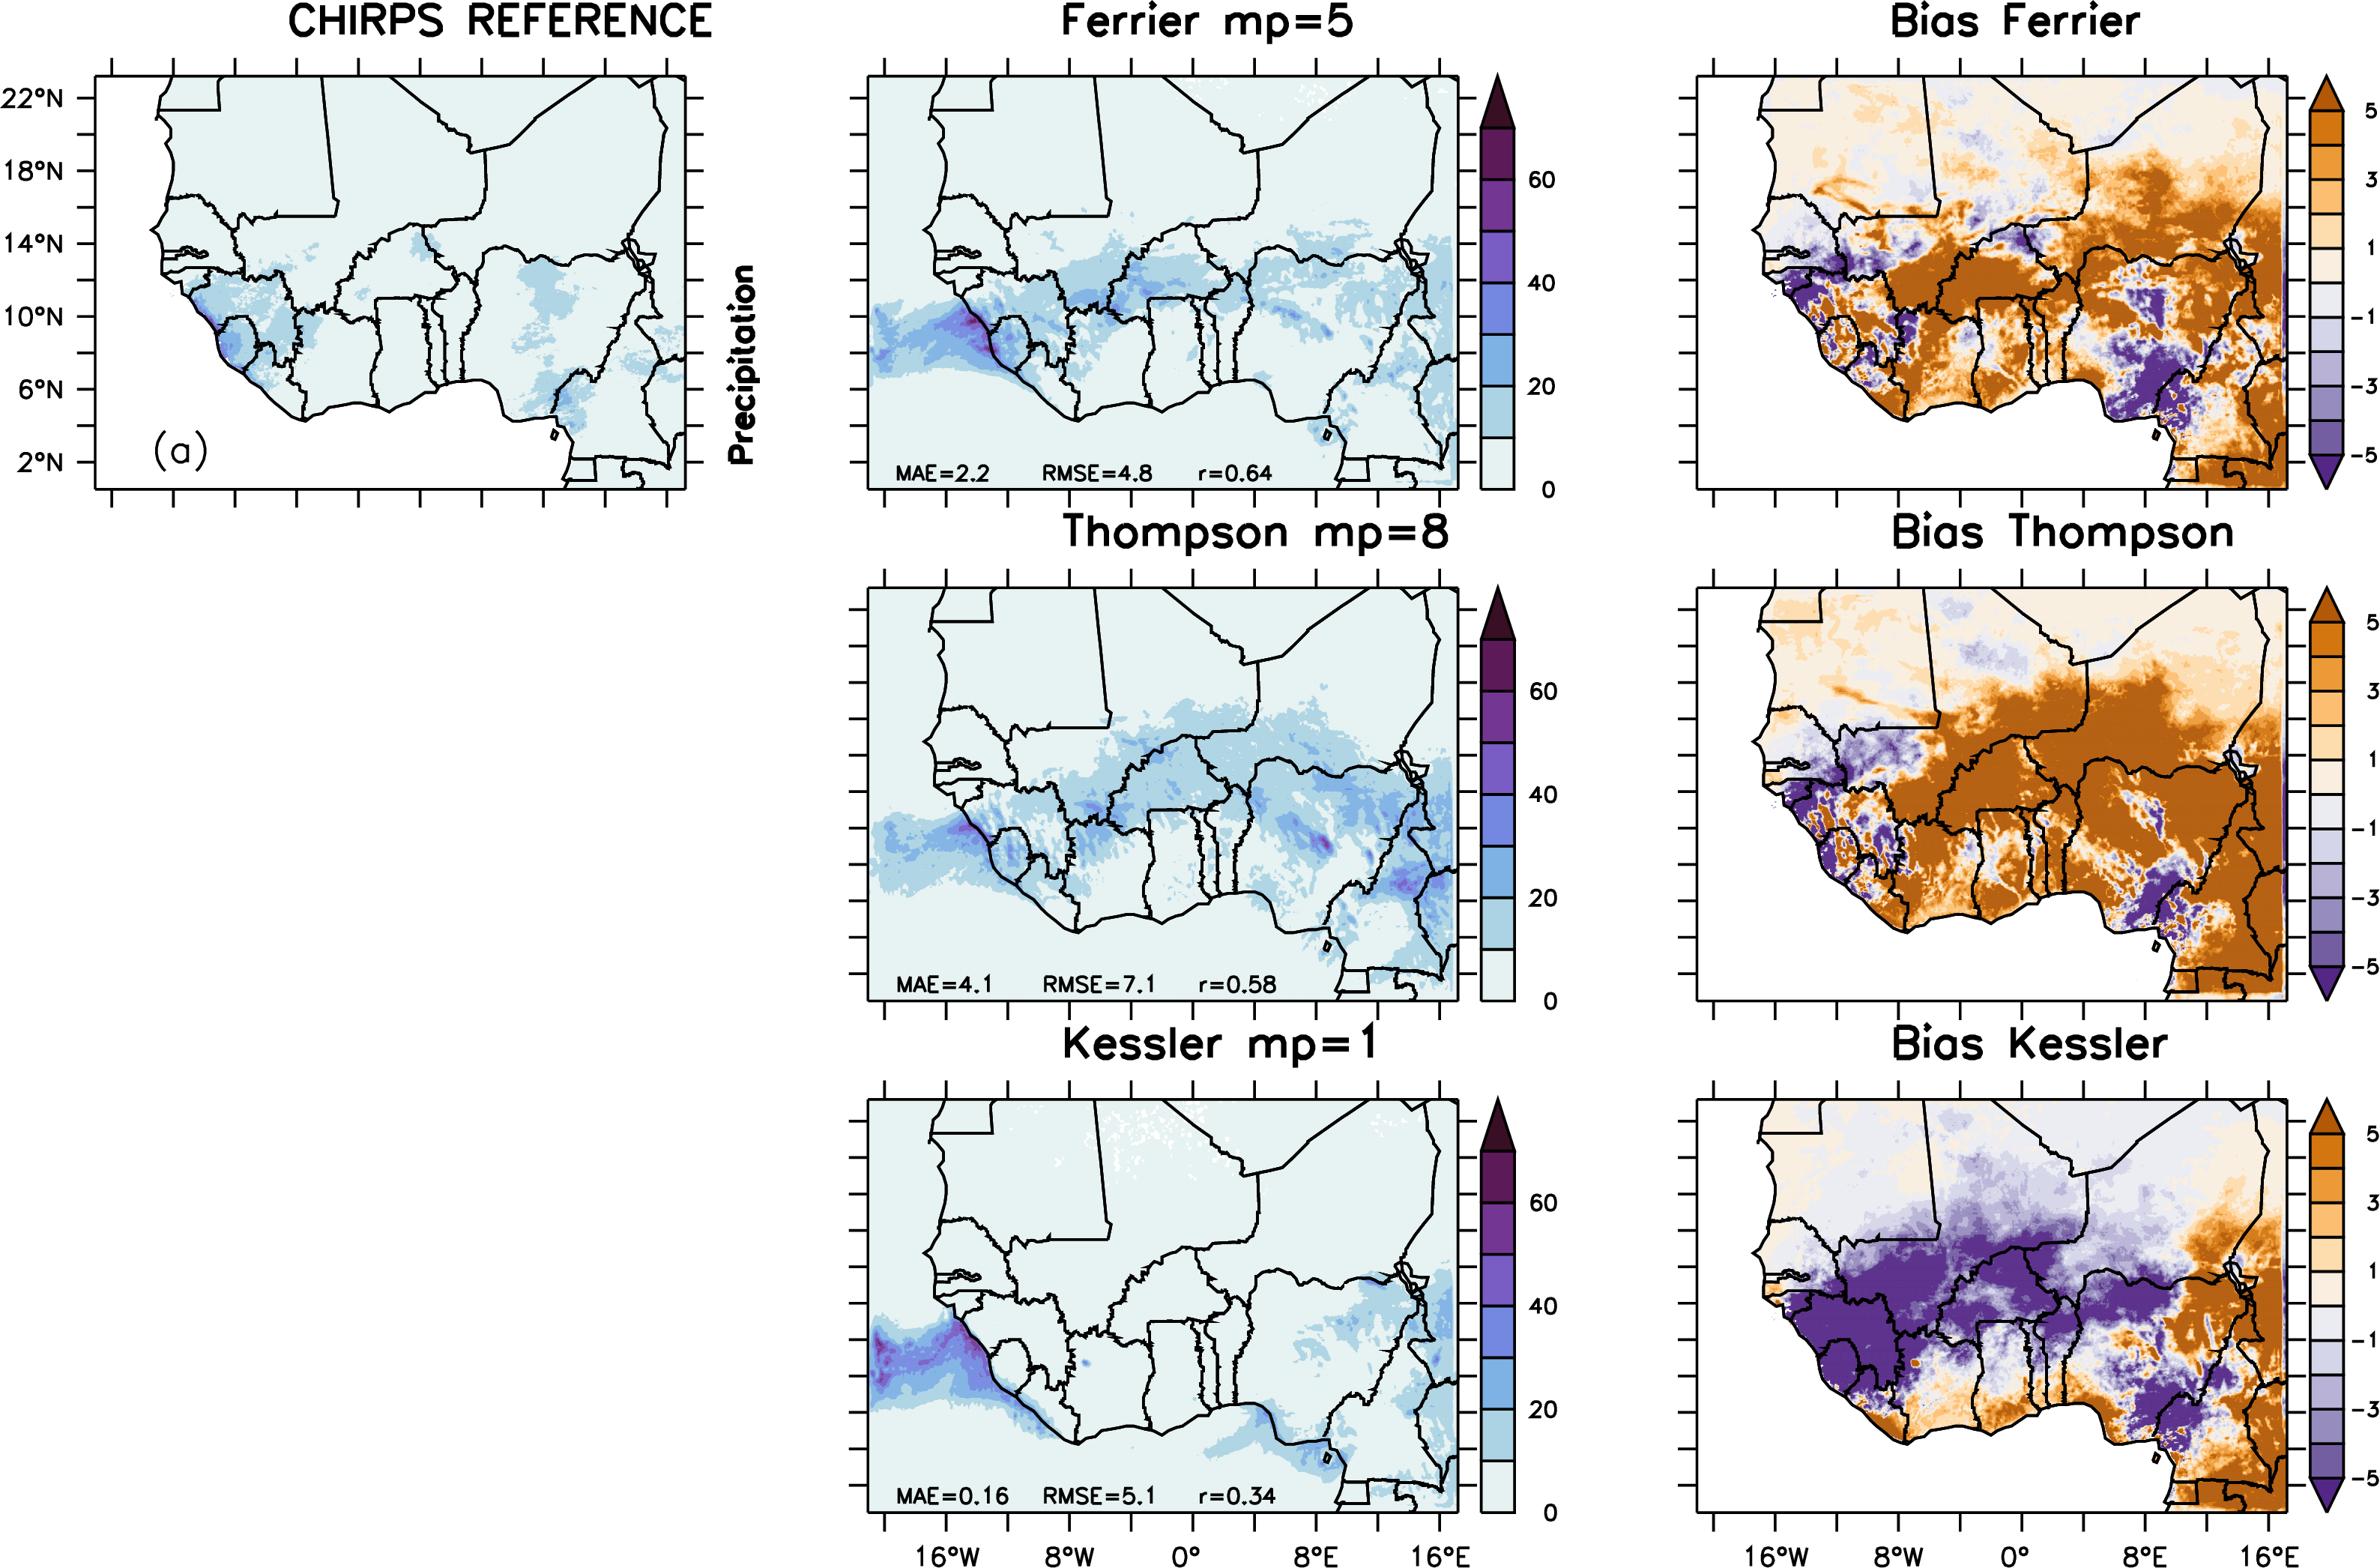 CHIRPS REFERENCE
Ferrier mp=5
Bias Ferrier
22°N
18°N
14°N
10°N
6°N
2°N
(a)
Precipitation
MAE=2.2 RMSE=4.8 r=0.64
60
40
20
0
5
3
1
-1
-3
-5
Thompson mp=8
Bias Thompson
MAE=4.1 RMSE=7.1 r=0.58
60
40
20
0
5
3
1
-1
-3
-5
Kessler mp=1
Bias Kessler
MAE=0.16 RMSE=5.1 r=0.34
60
40
20
0
5
3
1
-1
-3
-5
16°W 8°W 0° 8°E 16°E
16°W 8°W 0° 8°E 16°E